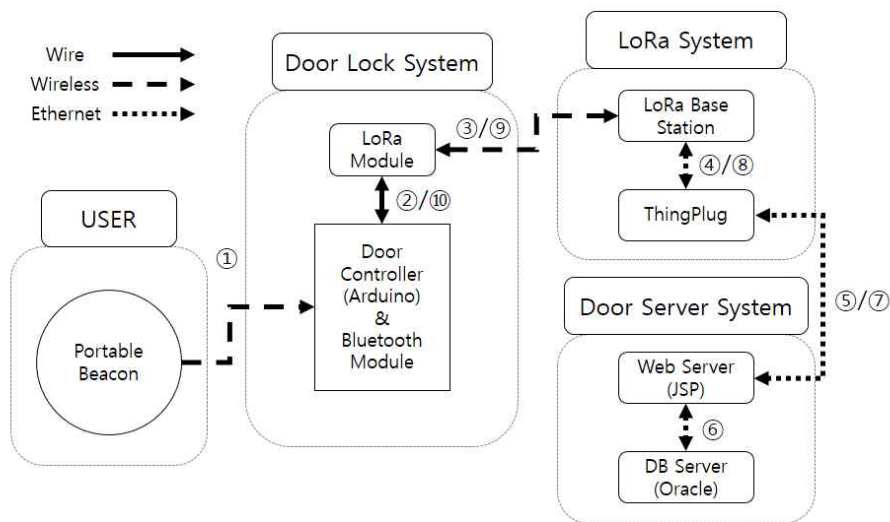 Wire
Wireless
Ethernet
USER
Portable
Beacon
①
Door Lock System
LoRa
Module
②/⑩
Door
Controller
(Arduino)
&
Bluetooth
Module
③/⑨
LoRa System
LoRa Base
Station
④/⑧
ThingPlug
⑤/⑦
Door Server System
Web Server
(JSP)
⑥
DB Server
(Oracle)